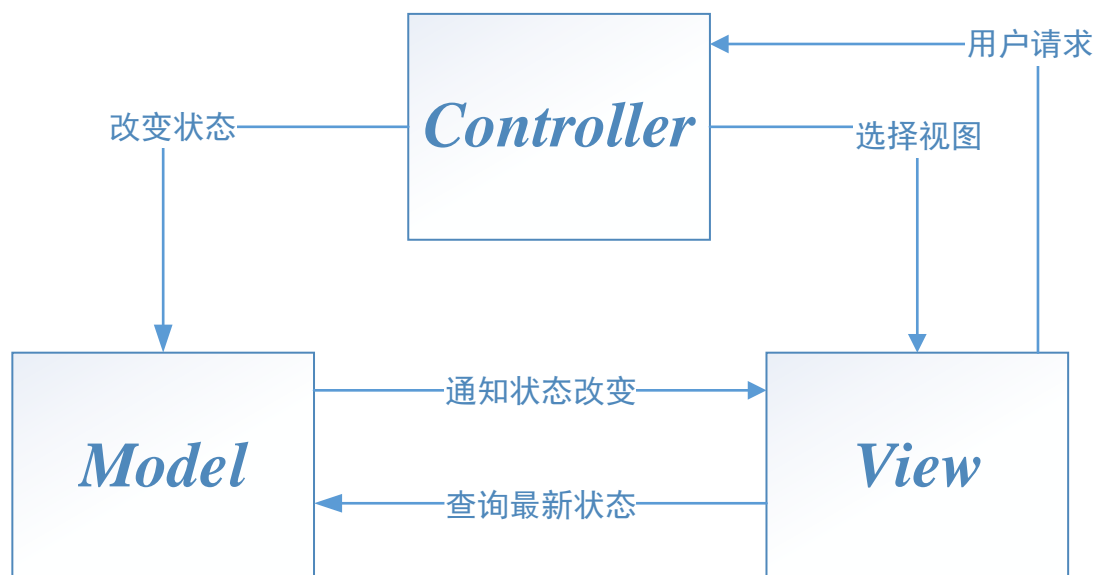 用户请求
Controller
改变状态
选择视图
通知状态改变
Model
View
查询最新状态